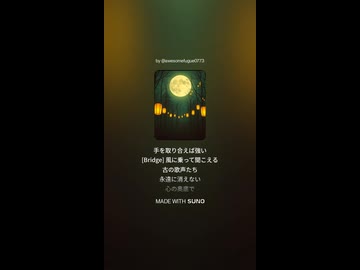 by @awesomefugue0773
手を取り合えば強い
[Bridge] 風に乗って聞こえる
古の歌声たち
永遠に消えない
心の奥底で
MADE WITH SUNO